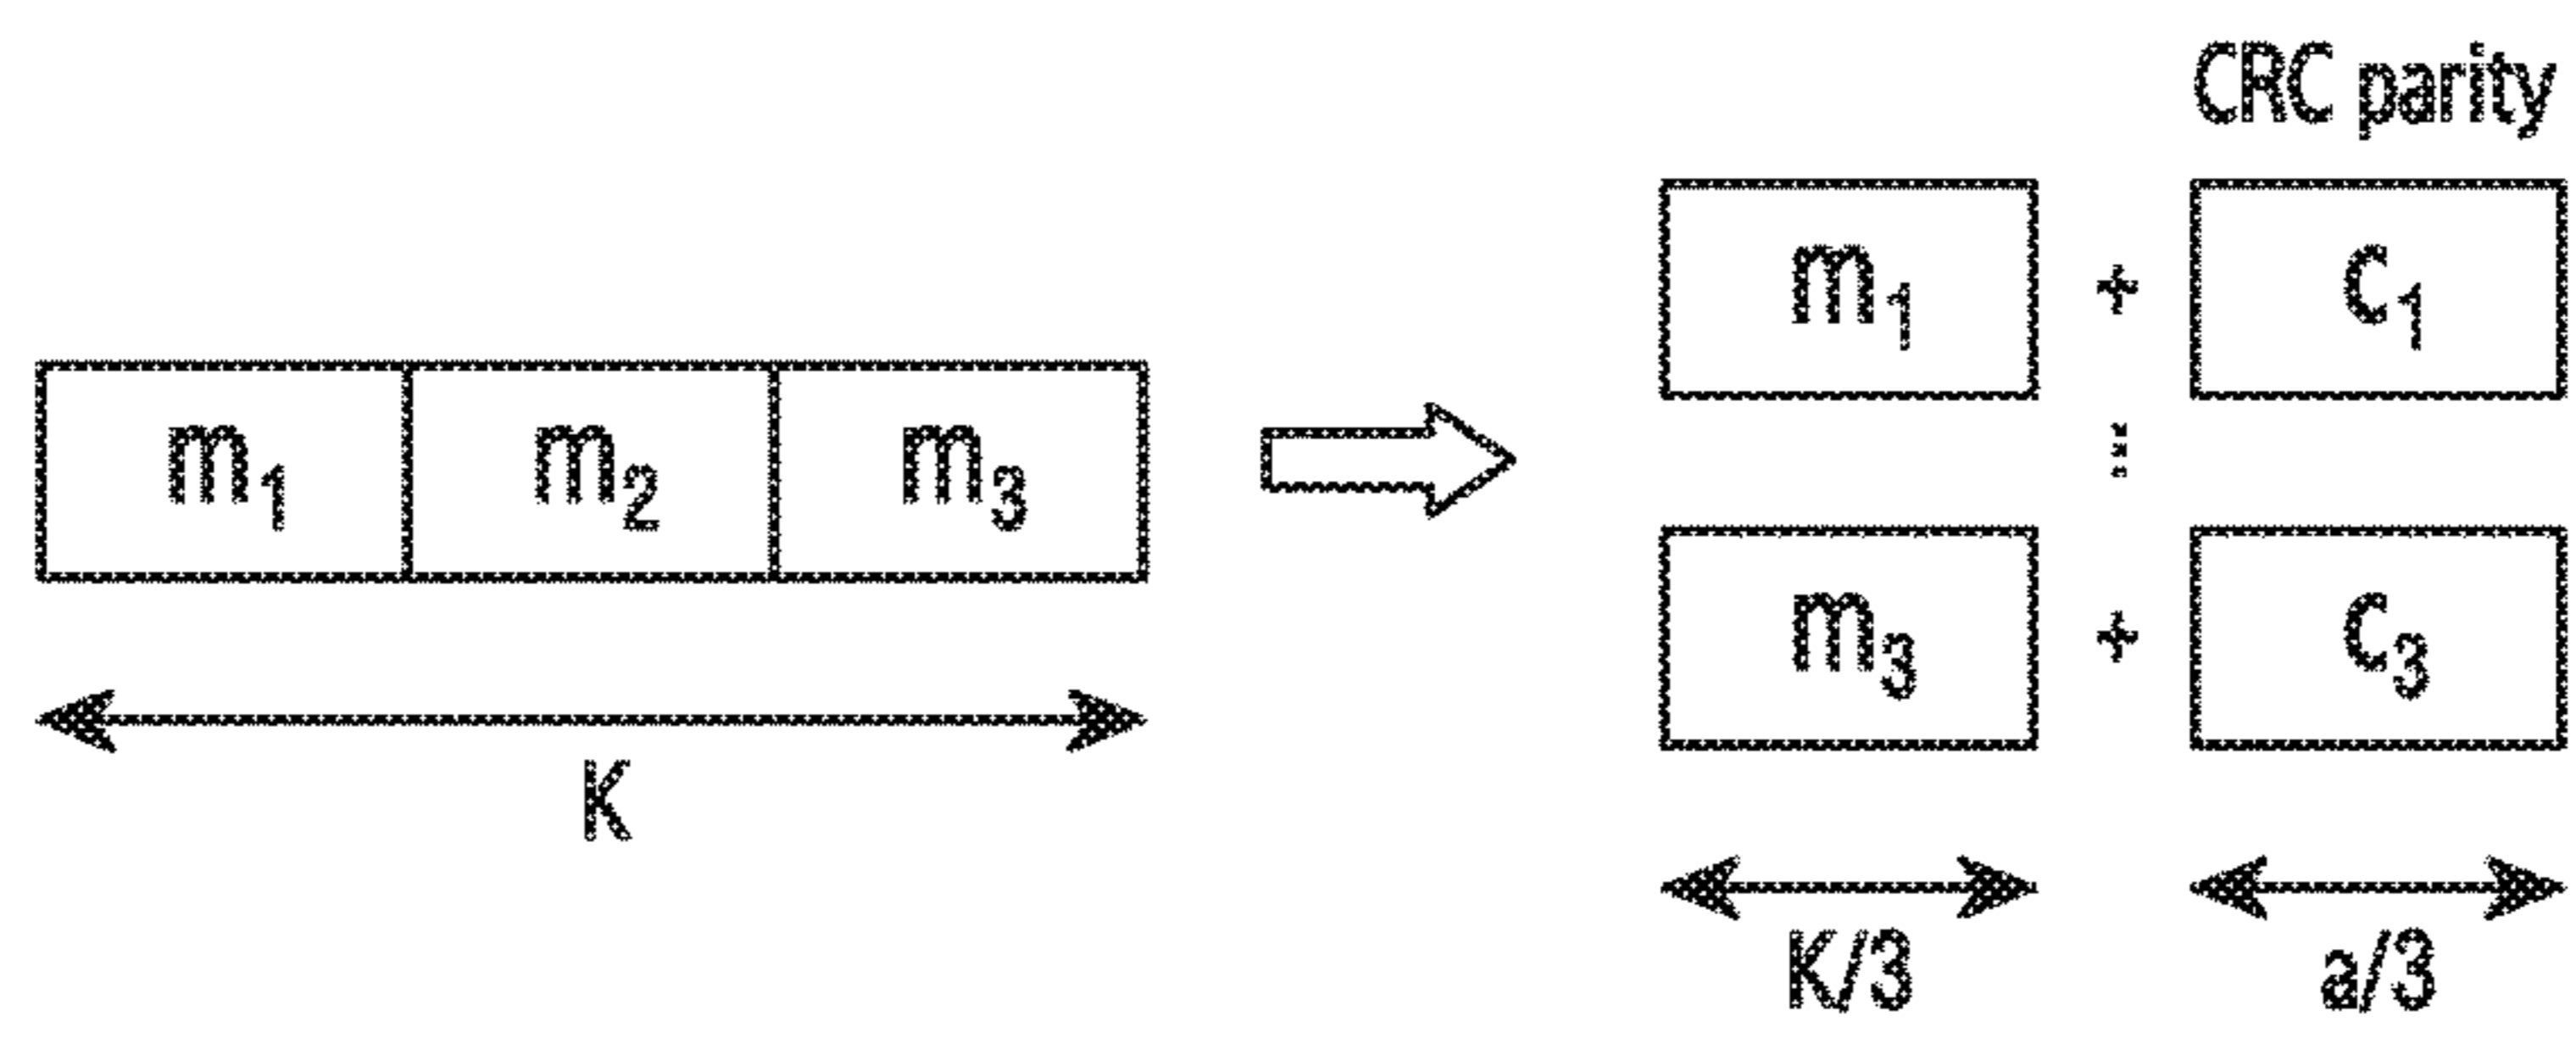 CRC parity
m1 + c1
m1 m2 m3
⋮
m3 + c3
K
K/3 a/3